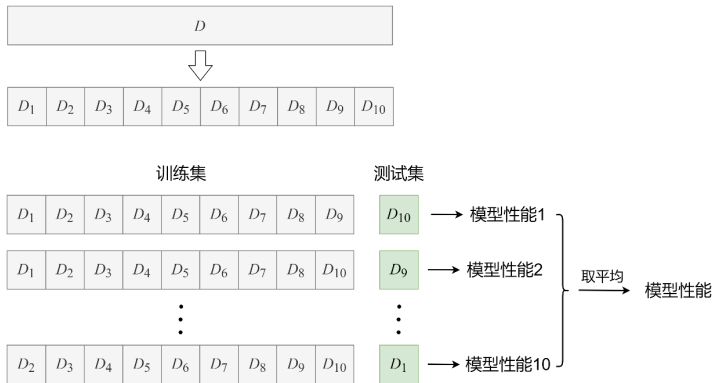 D
D₁ D₂ D₃ D₄ D₅ D₆ D₇ D₈ D₉ D₁₀
训练集 测试集
D₁ D₂ D₃ D₄ D₅ D₆ D₇ D₈ D₉ D₁₀ 模型性能1
D₁ D₂ D₃ D₄ D₅ D₆ D₇ D₈ D₁₀ D₉ 模型性能2
取平均 模型性能
D₂ D₃ D₄ D₅ D₆ D₇ D₈ D₉ D₁₀ D₁ 模型性能10